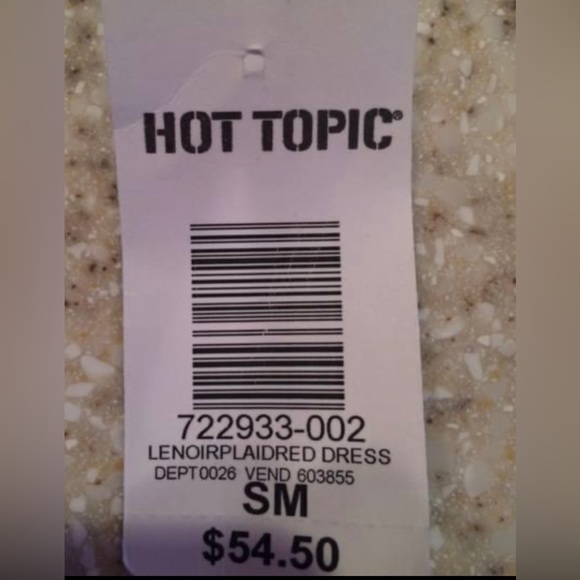 HOT TOPIC®
722933-002
LENOIRPLAIDRED DRESS
DEPT0026 VEND 603855
SM
$54.50